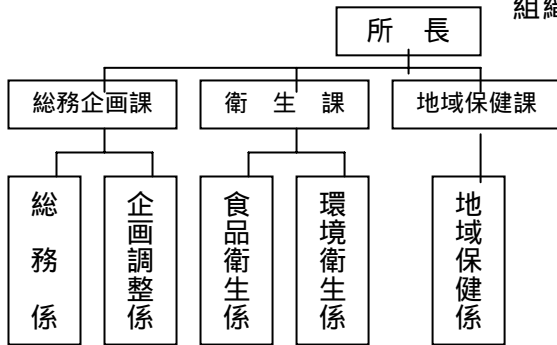 組織
所　長
総務企画課
衛　生　課
地域保健課
総務係
企画調整係
食品衛生係
環境衛生係
地域保健係